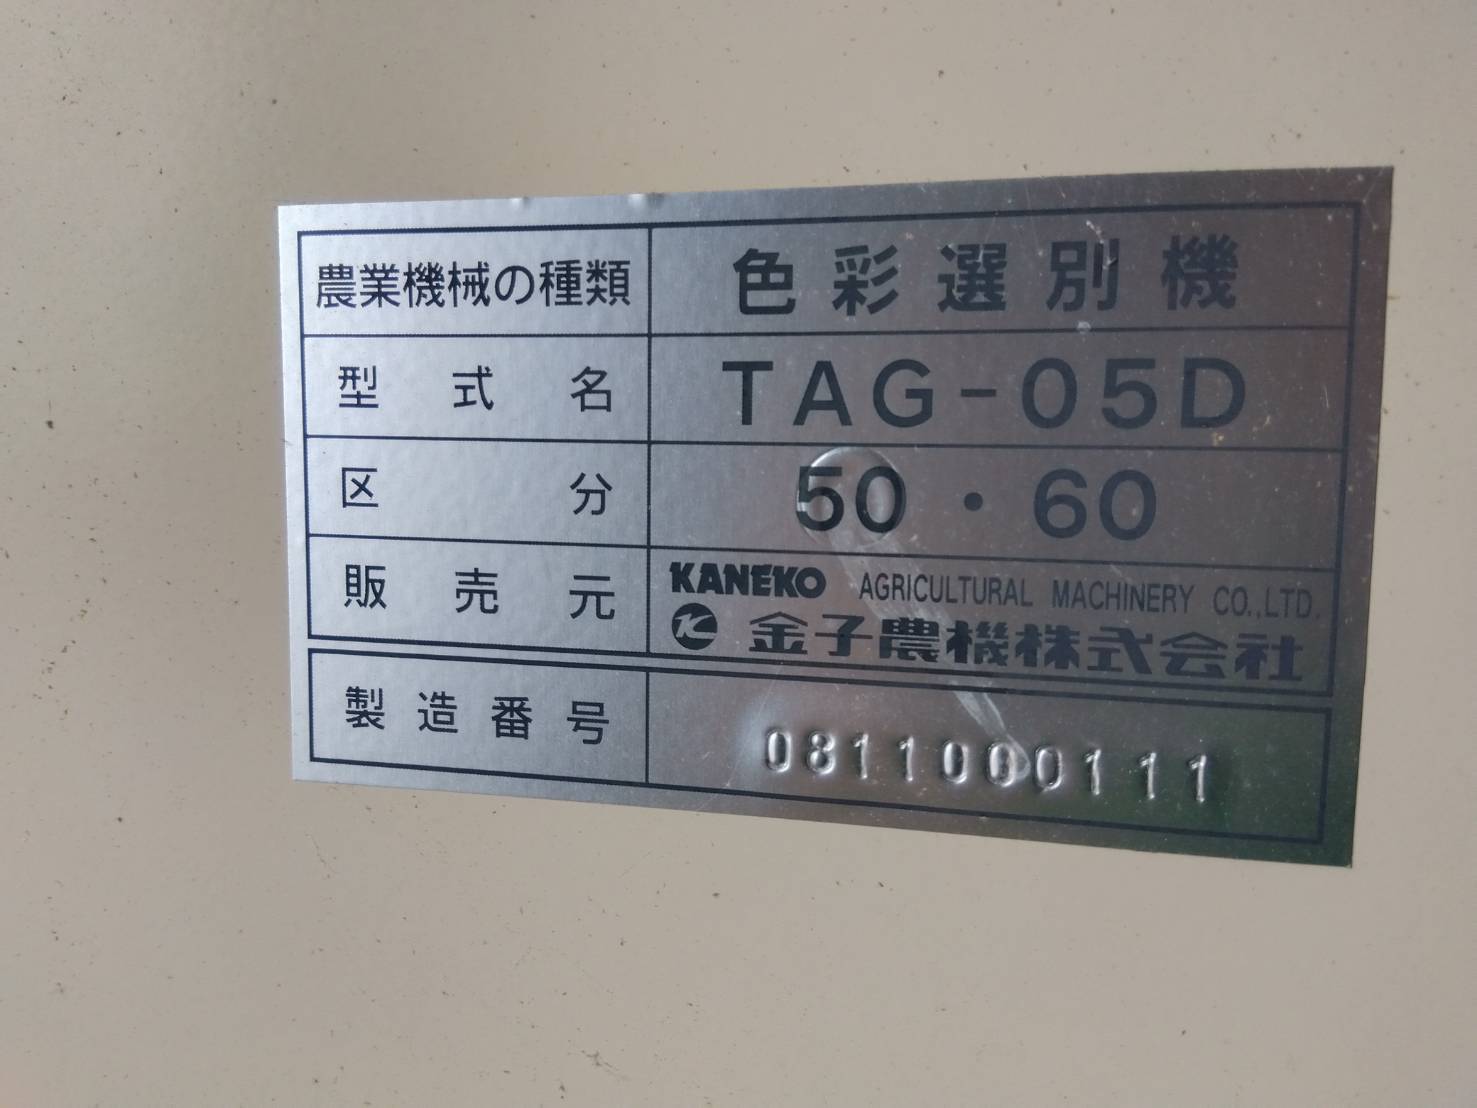 農業機械の種類 色彩選別機
型式名 TAG-05D
区分 50・60
販売元 KANEKO AGRICULTURAL MACHINERY CO.,LTD.
金子農機株式会社
製造番号 0811000111